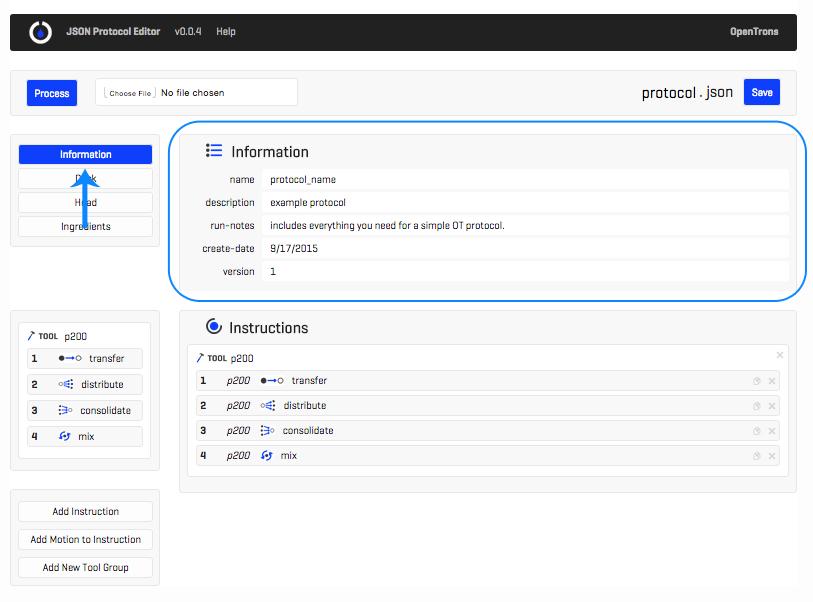 JSON Protocol Editor v0.0.4 Help OpenTrons
Process Choose File No file chosen protocol . json Save
Information
Deck
Head
Ingredients
Information
name protocol_name
description example protocol
run-notes includes everything you need for a simple OT protocol.
create-date 9/17/2015
version 1
TOOL p200
1 transfer
2 distribute
3 consolidate
4 mix
Instructions
TOOL p200
1 p200 transfer
2 p200 distribute
3 p200 consolidate
4 p200 mix
Add Instruction
Add Motion to Instruction
Add New Tool Group